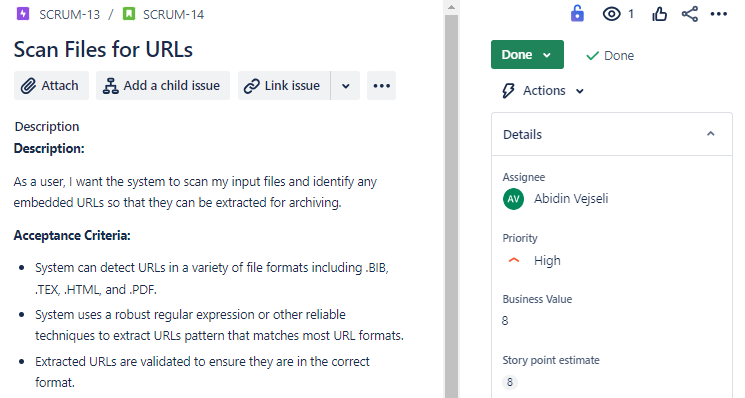 SCRUM-13 / SCRUM-14
1
Scan Files for URLs
Attach
Add a child issue
Link issue
Description
Description:
As a user, I want the system to scan my input files and identify any
embedded URLs so that they can be extracted for archiving.
Acceptance Criteria:
• System can detect URLs in a variety of file formats including .BIB,
.TEX, .HTML, and .PDF.
• System uses a robust regular expression or other reliable
techniques to extract URLs pattern that matches most URL formats.
• Extracted URLs are validated to ensure they are in the correct
format.
Done
Done
Actions
Details
Assignee
AV Abidin Vejseli
Priority
High
Business Value
8
Story point estimate
8